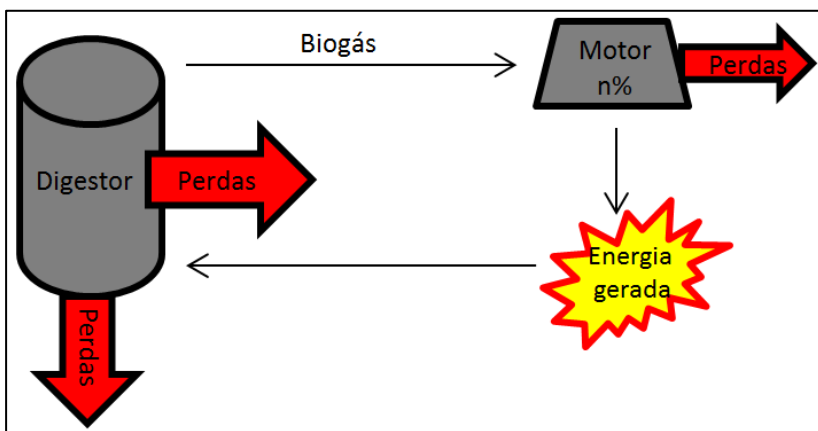 Biogás
Motor
n%
Perdas
Digestor
Perdas
Energia
gerada
Perdas